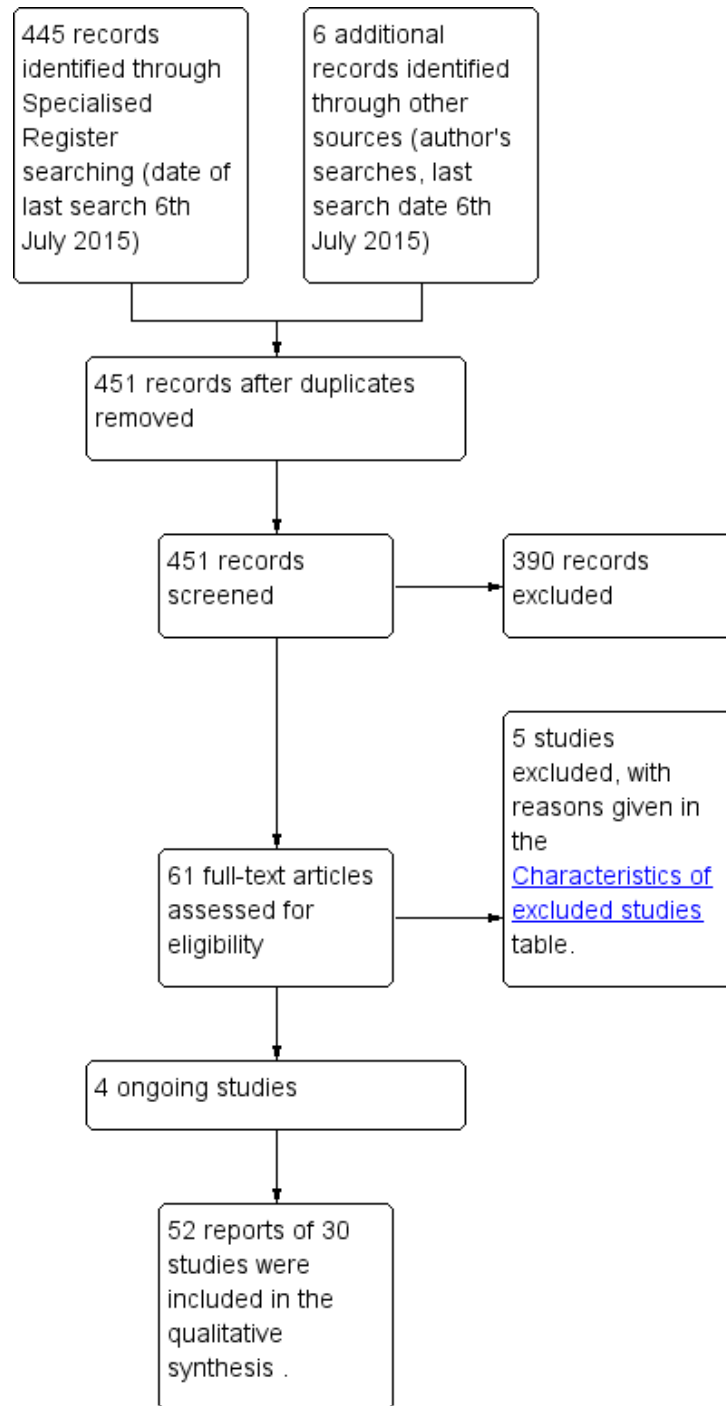 445 records
identified through
Specialised
Register
searching (date of
last search 6th
July 2015)
6 additional
records identified
through other
sources (author's
searches, last
search date 6th
July 2015)
451 records after duplicates
removed
451 records
screened
390 records
excluded
5 studies
excluded, with
reasons given in
the
Characteristics of
excluded studies
table.
61 full-text articles
assessed for
eligibility
4 ongoing studies
52 reports of 30
studies were
included in the
qualitative
synthesis .